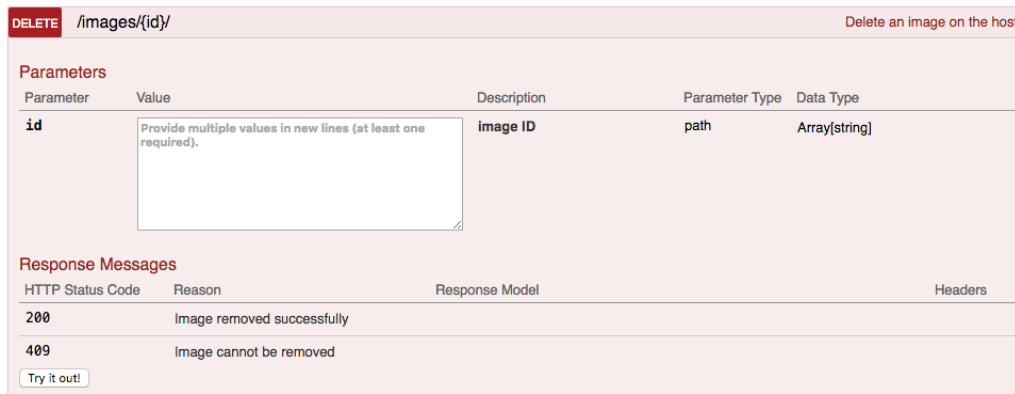 DELETE /images/{id}/ Delete an image on the host
Parameters
Parameter Value Description Parameter Type Data Type
id Provide multiple values in new lines (at least one image ID path Array[string]
required).
Response Messages
HTTP Status Code Reason Response Model Headers
200 Image removed successfully
409 Image cannot be removed
Try it out!